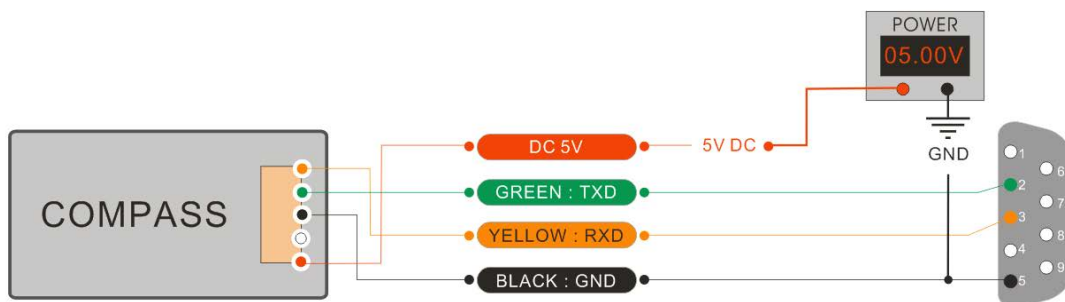 POWER
05.00V
DC 5V
5V DC
GND
COMPASS
GREEN : TXD
YELLOW : RXD
BLACK : GND
1
6
2
7
3
8
4
9
5